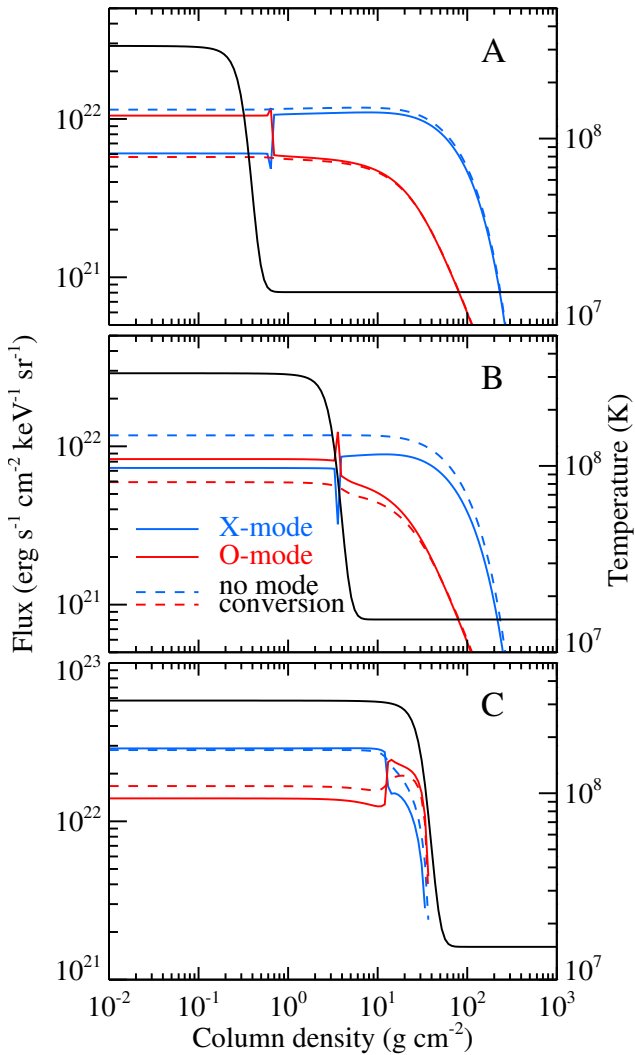 A
10^22
10^8
10^21
10^7
B
10^22
10^8
X-mode
O-mode
no mode
conversion
10^21
10^7
Flux (erg s^-1 cm^-2 keV^-1 sr^-1)
Temperature (K)
10^23
C
10^8
10^22
10^7
10^21
10^-2 10^-1 10^0 10^1 10^2 10^3
Column density (g cm^-2)